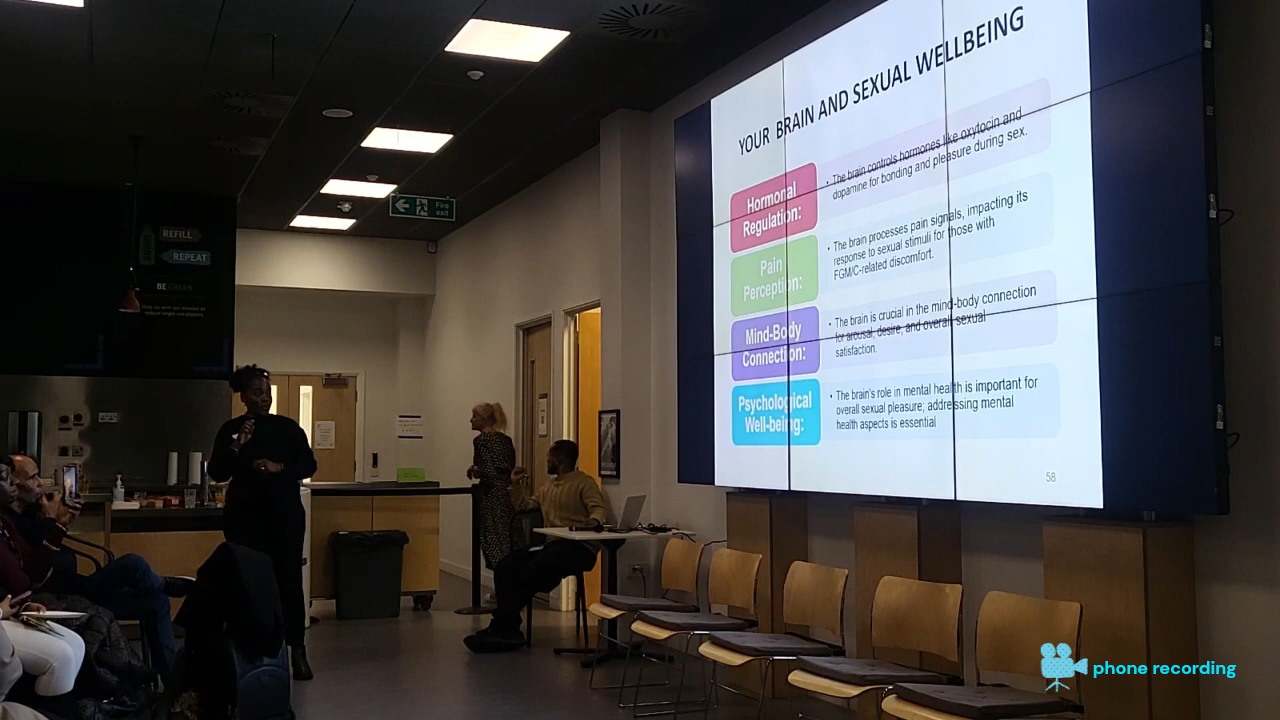 YOUR BRAIN AND SEXUAL WELLBEING
Hormonal
Regulation:
• The brain controls hormones like oxytocin and
dopamine for bonding and pleasure during sex.
Pain
Perception:
• The brain processes pain signals, impacting its
response to sexual stimuli for those with
FGM/C-related discomfort.
Mind-Body
Connection:
• The brain is crucial in the mind-body connection
for arousal, desire, and overall sexual
satisfaction.
Psychological
Well-being:
• The brain's role in mental health is important for
overall sexual pleasure; addressing mental
health aspects is essential
58
Fire
exit
REFILL
REPEAT
BE GREEN
phone recording